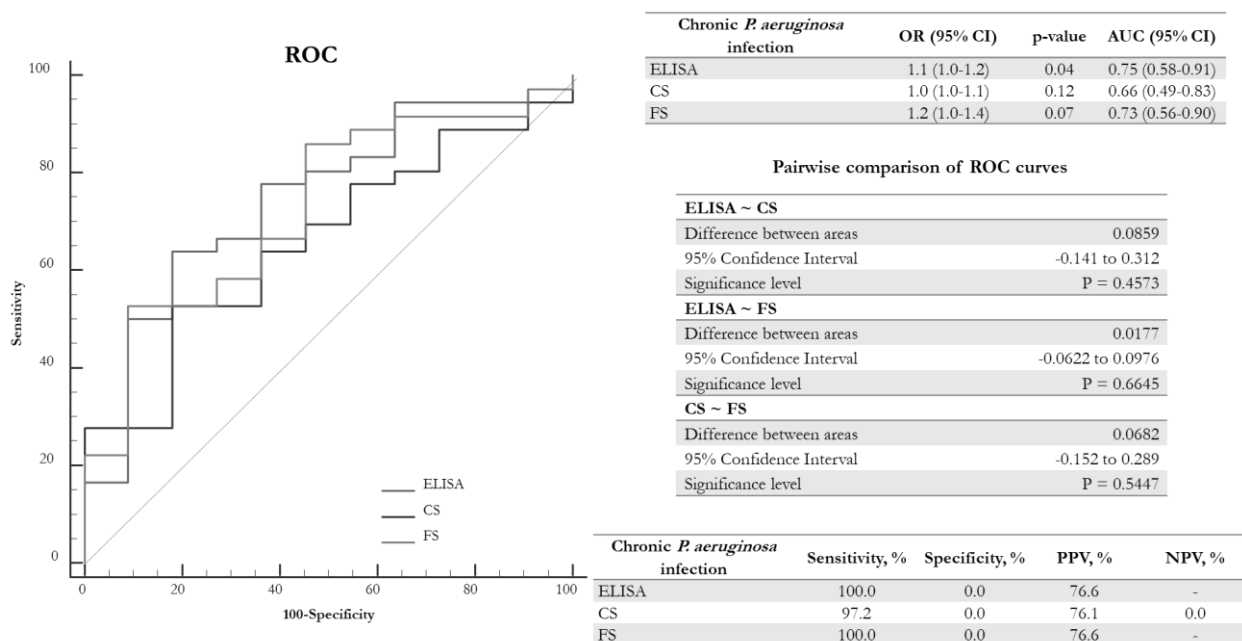 ROC
100
80
60
40
20
0
Sensitivity
0 20 40 60 80 100
100-Specificity
ELISA
CS
FS
Chronic P. aeruginosa infection OR (95% CI) p-value AUC (95% CI)
ELISA 1.1 (1.0-1.2) 0.04 0.75 (0.58-0.91)
CS 1.0 (1.0-1.1) 0.12 0.66 (0.49-0.83)
FS 1.2 (1.0-1.4) 0.07 0.73 (0.56-0.90)
Pairwise comparison of ROC curves
ELISA ~ CS
Difference between areas 0.0859
95% Confidence Interval -0.141 to 0.312
Significance level P = 0.4573
ELISA ~ FS
Difference between areas 0.0177
95% Confidence Interval -0.0622 to 0.0976
Significance level P = 0.6645
CS ~ FS
Difference between areas 0.0682
95% Confidence Interval -0.152 to 0.289
Significance level P = 0.5447
Chronic P. aeruginosa infection Sensitivity, % Specificity, % PPV, % NPV, %
ELISA 100.0 0.0 76.6 -
CS 97.2 0.0 76.1 0.0
FS 100.0 0.0 76.6 -